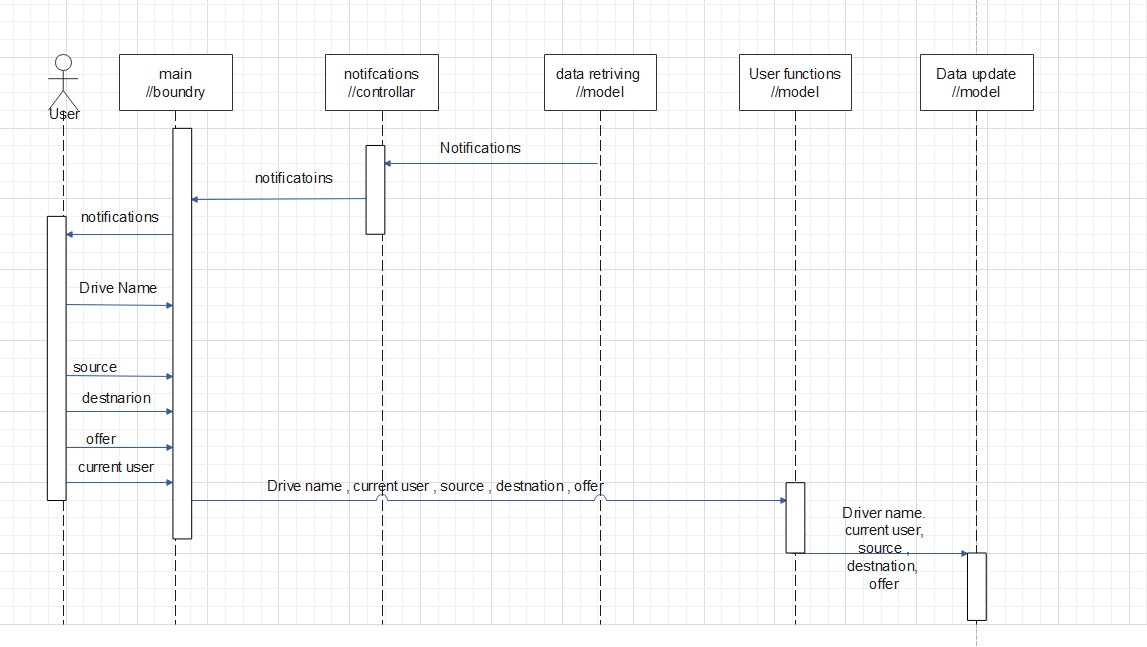 User
main
//boundry
notifcations
//controllar
data retriving
//model
User functions
//model
Data update
//model
Notifications
notificatoins
notifications
Drive Name
source
destnarion
offer
current user
Drive name , current user , source , destnation , offer
Driver name.
current user,
source ,
destnation,
offer